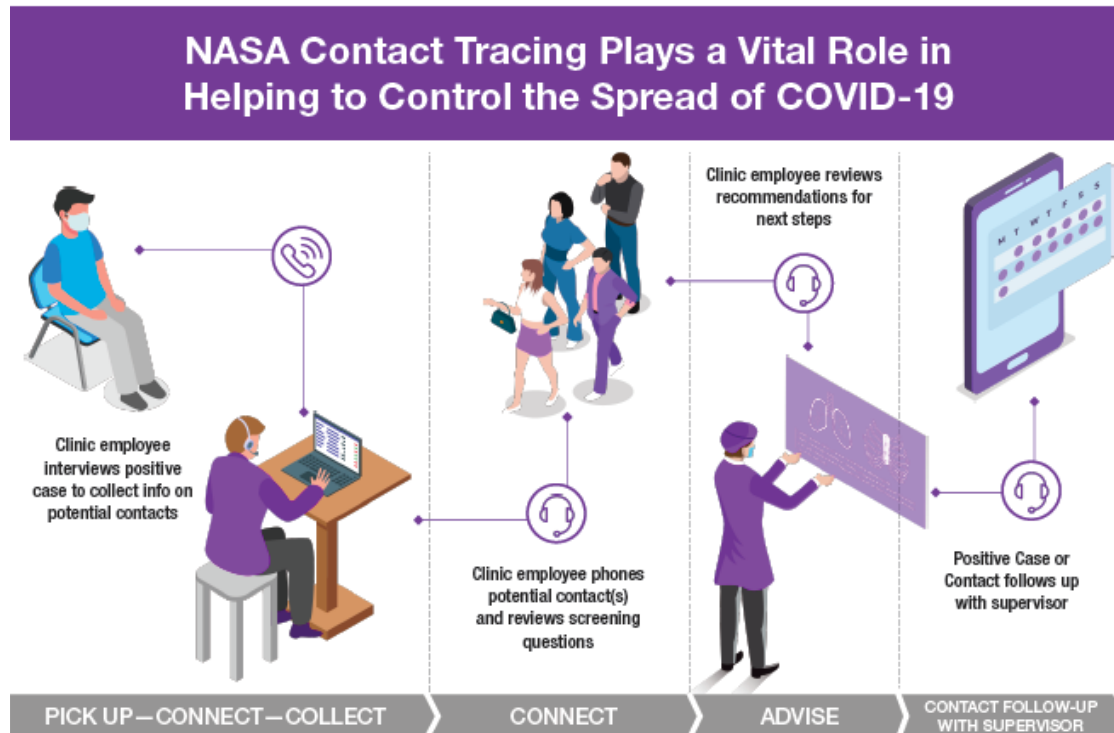 NASA Contact Tracing Plays a Vital Role in
Helping to Control the Spread of COVID-19
Clinic employee
interviews positive
case to collect info on
potential contacts
Clinic employee phones
potential contact(s)
and reviews screening
questions
Clinic employee reviews
recommendations for
next steps
M T W T F S S
Positive Case or
Contact follows up
with supervisor
PICK UP—CONNECT—COLLECT
CONNECT
ADVISE
CONTACT FOLLOW-UP
WITH SUPERVISOR